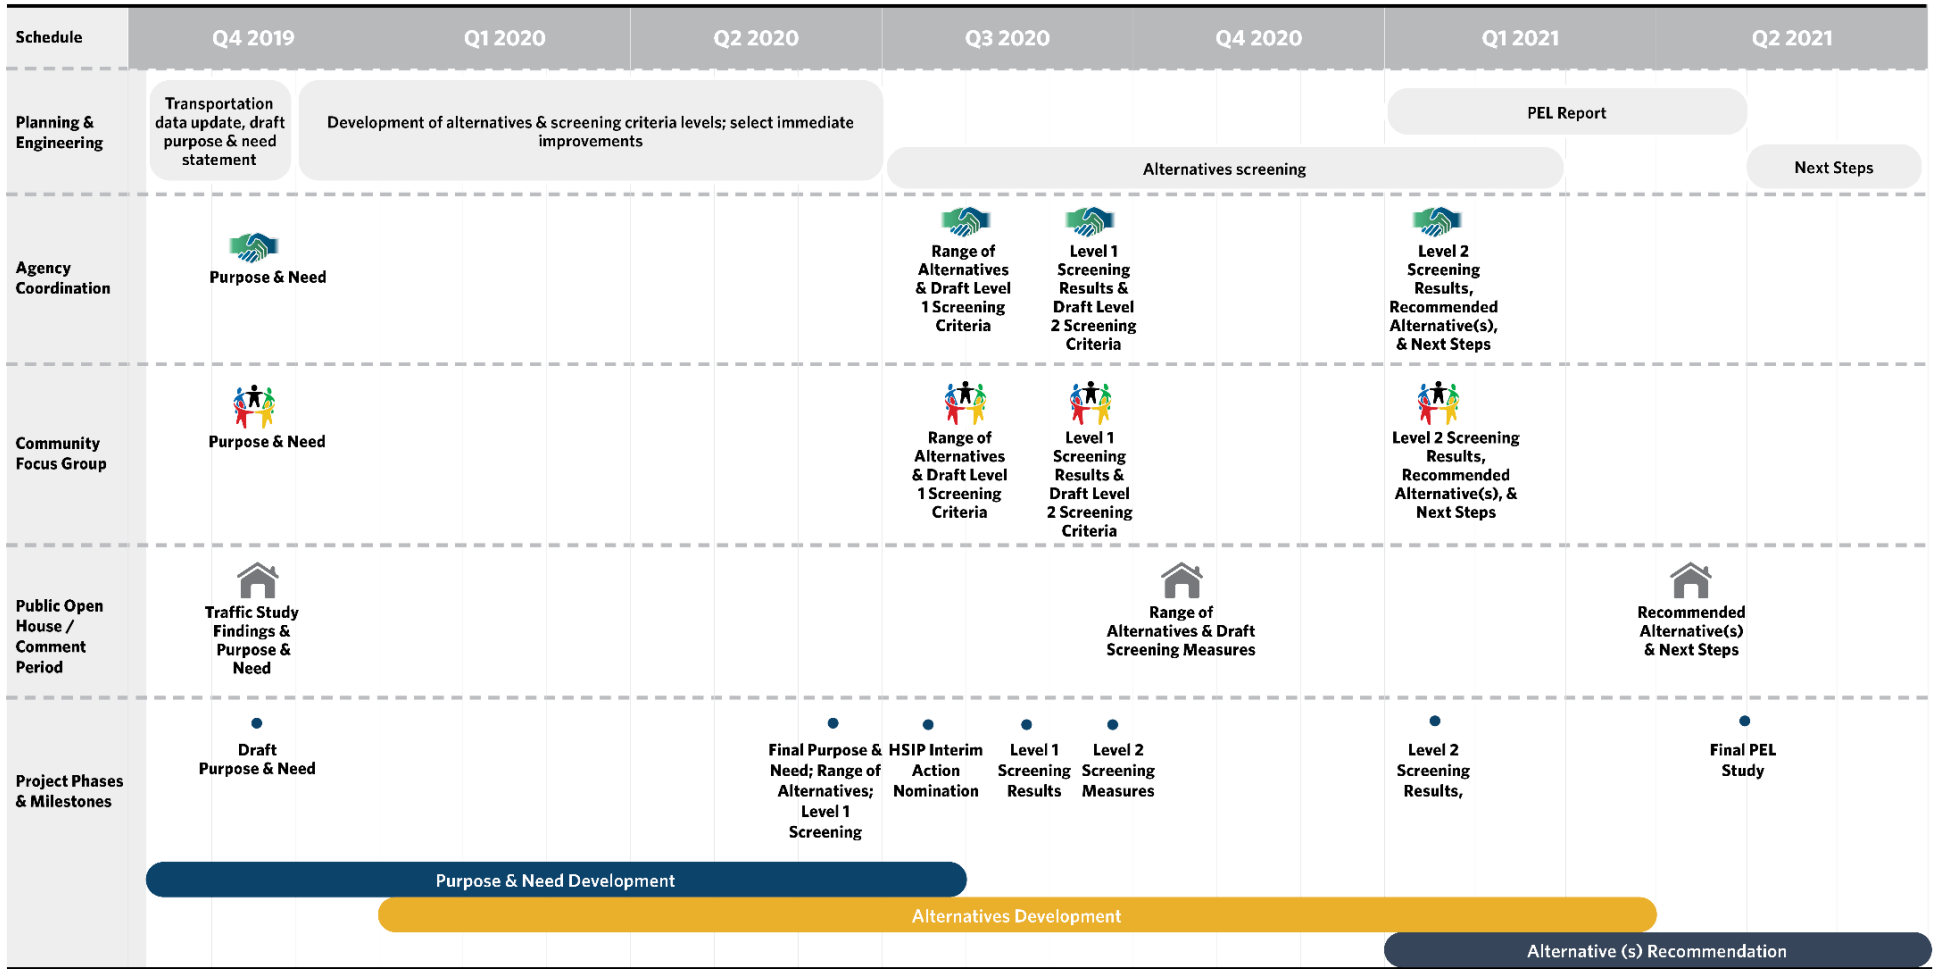 Schedule
Q4 2019
Q1 2020
Q2 2020
Q3 2020
Q4 2020
Q1 2021
Q2 2021
Planning &
Engineering
Transportation
data update, draft
purpose & need
statement
Development of alternatives & screening criteria levels; select immediate
improvements
PEL Report
Alternatives screening
Next Steps
Agency
Coordination
Purpose & Need
Range of
Alternatives
& Draft Level
1 Screening
Criteria
Level 1
Screening
Results &
Draft Level
2 Screening
Criteria
Level 2
Screening
Results,
Recommended
Alternative(s),
& Next Steps
Community
Focus Group
Purpose & Need
Range of
Alternatives
& Draft Level
1 Screening
Criteria
Level 1
Screening
Results &
Draft Level
2 Screening
Criteria
Level 2 Screening
Results,
Recommended
Alternative(s), &
Next Steps
Public Open
House /
Comment
Period
Traffic Study
Findings &
Purpose &
Need
Range of
Alternatives & Draft
Screening Measures
Recommended
Alternative(s)
& Next Steps
Project Phases
& Milestones
Draft
Purpose & Need
Final Purpose &
Need; Range of
Alternatives;
Level 1
Screening
HSIP Interim
Action
Nomination
Level 1
Screening
Results
Level 2
Screening
Measures
Level 2
Screening
Results,
Final PEL
Study
Purpose & Need Development
Alternatives Development
Alternative (s) Recommendation